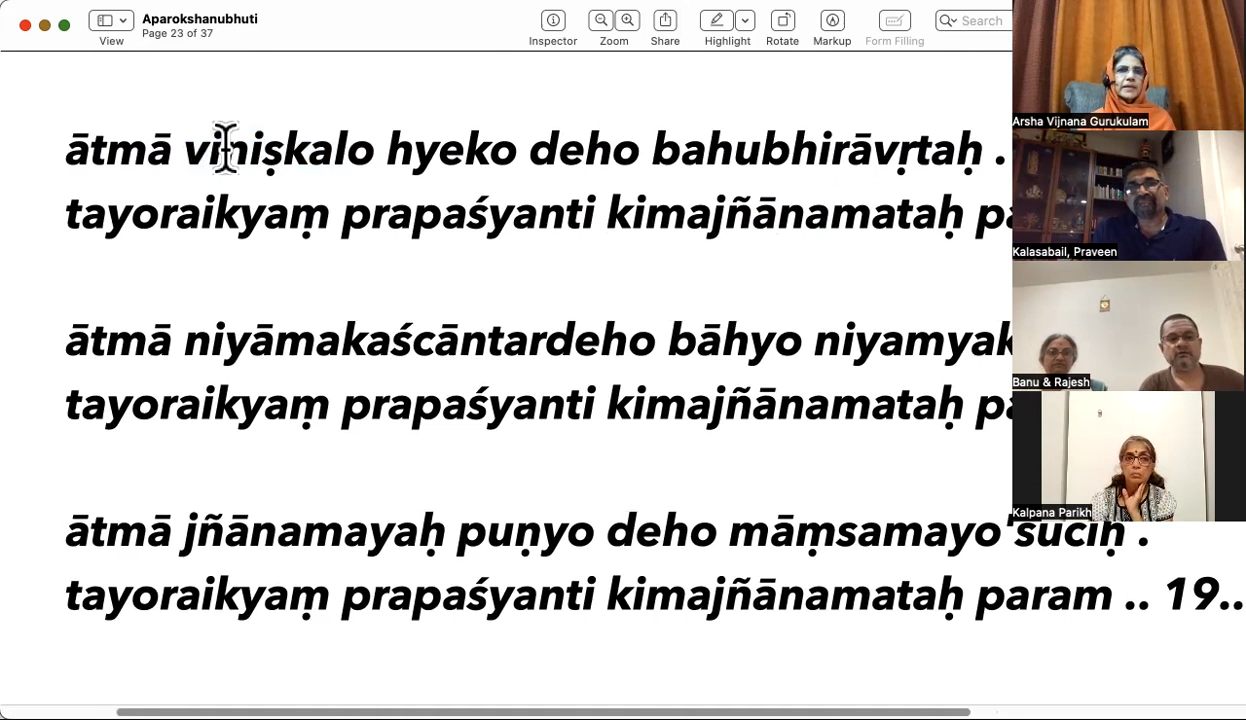 Aparokshanubhuti
Page 23 of 37
View
Inspector
Zoom
Share
Highlight
Rotate
Markup
Form Filling
Search
ātmā viniṣkalo hyeko deho bahubhirāvṛtaḥ .
tayoraikyaṃ prapaśyanti kimajñānamataḥ
ātmā niyāmakaścāntardeho bāhyo
tayoraikyaṃ prapaśyanti kimajñānamataḥ
ātmā jñānamayaḥ puṇyo deho māṃsamayo'śuciḥ .
tayoraikyaṃ prapaśyanti kimajñānamataḥ param .. 19..
Arsha Vijnana Gurukulam
Kalasabail, Praveen
Banu & Rajesh
Kalpana Parikh